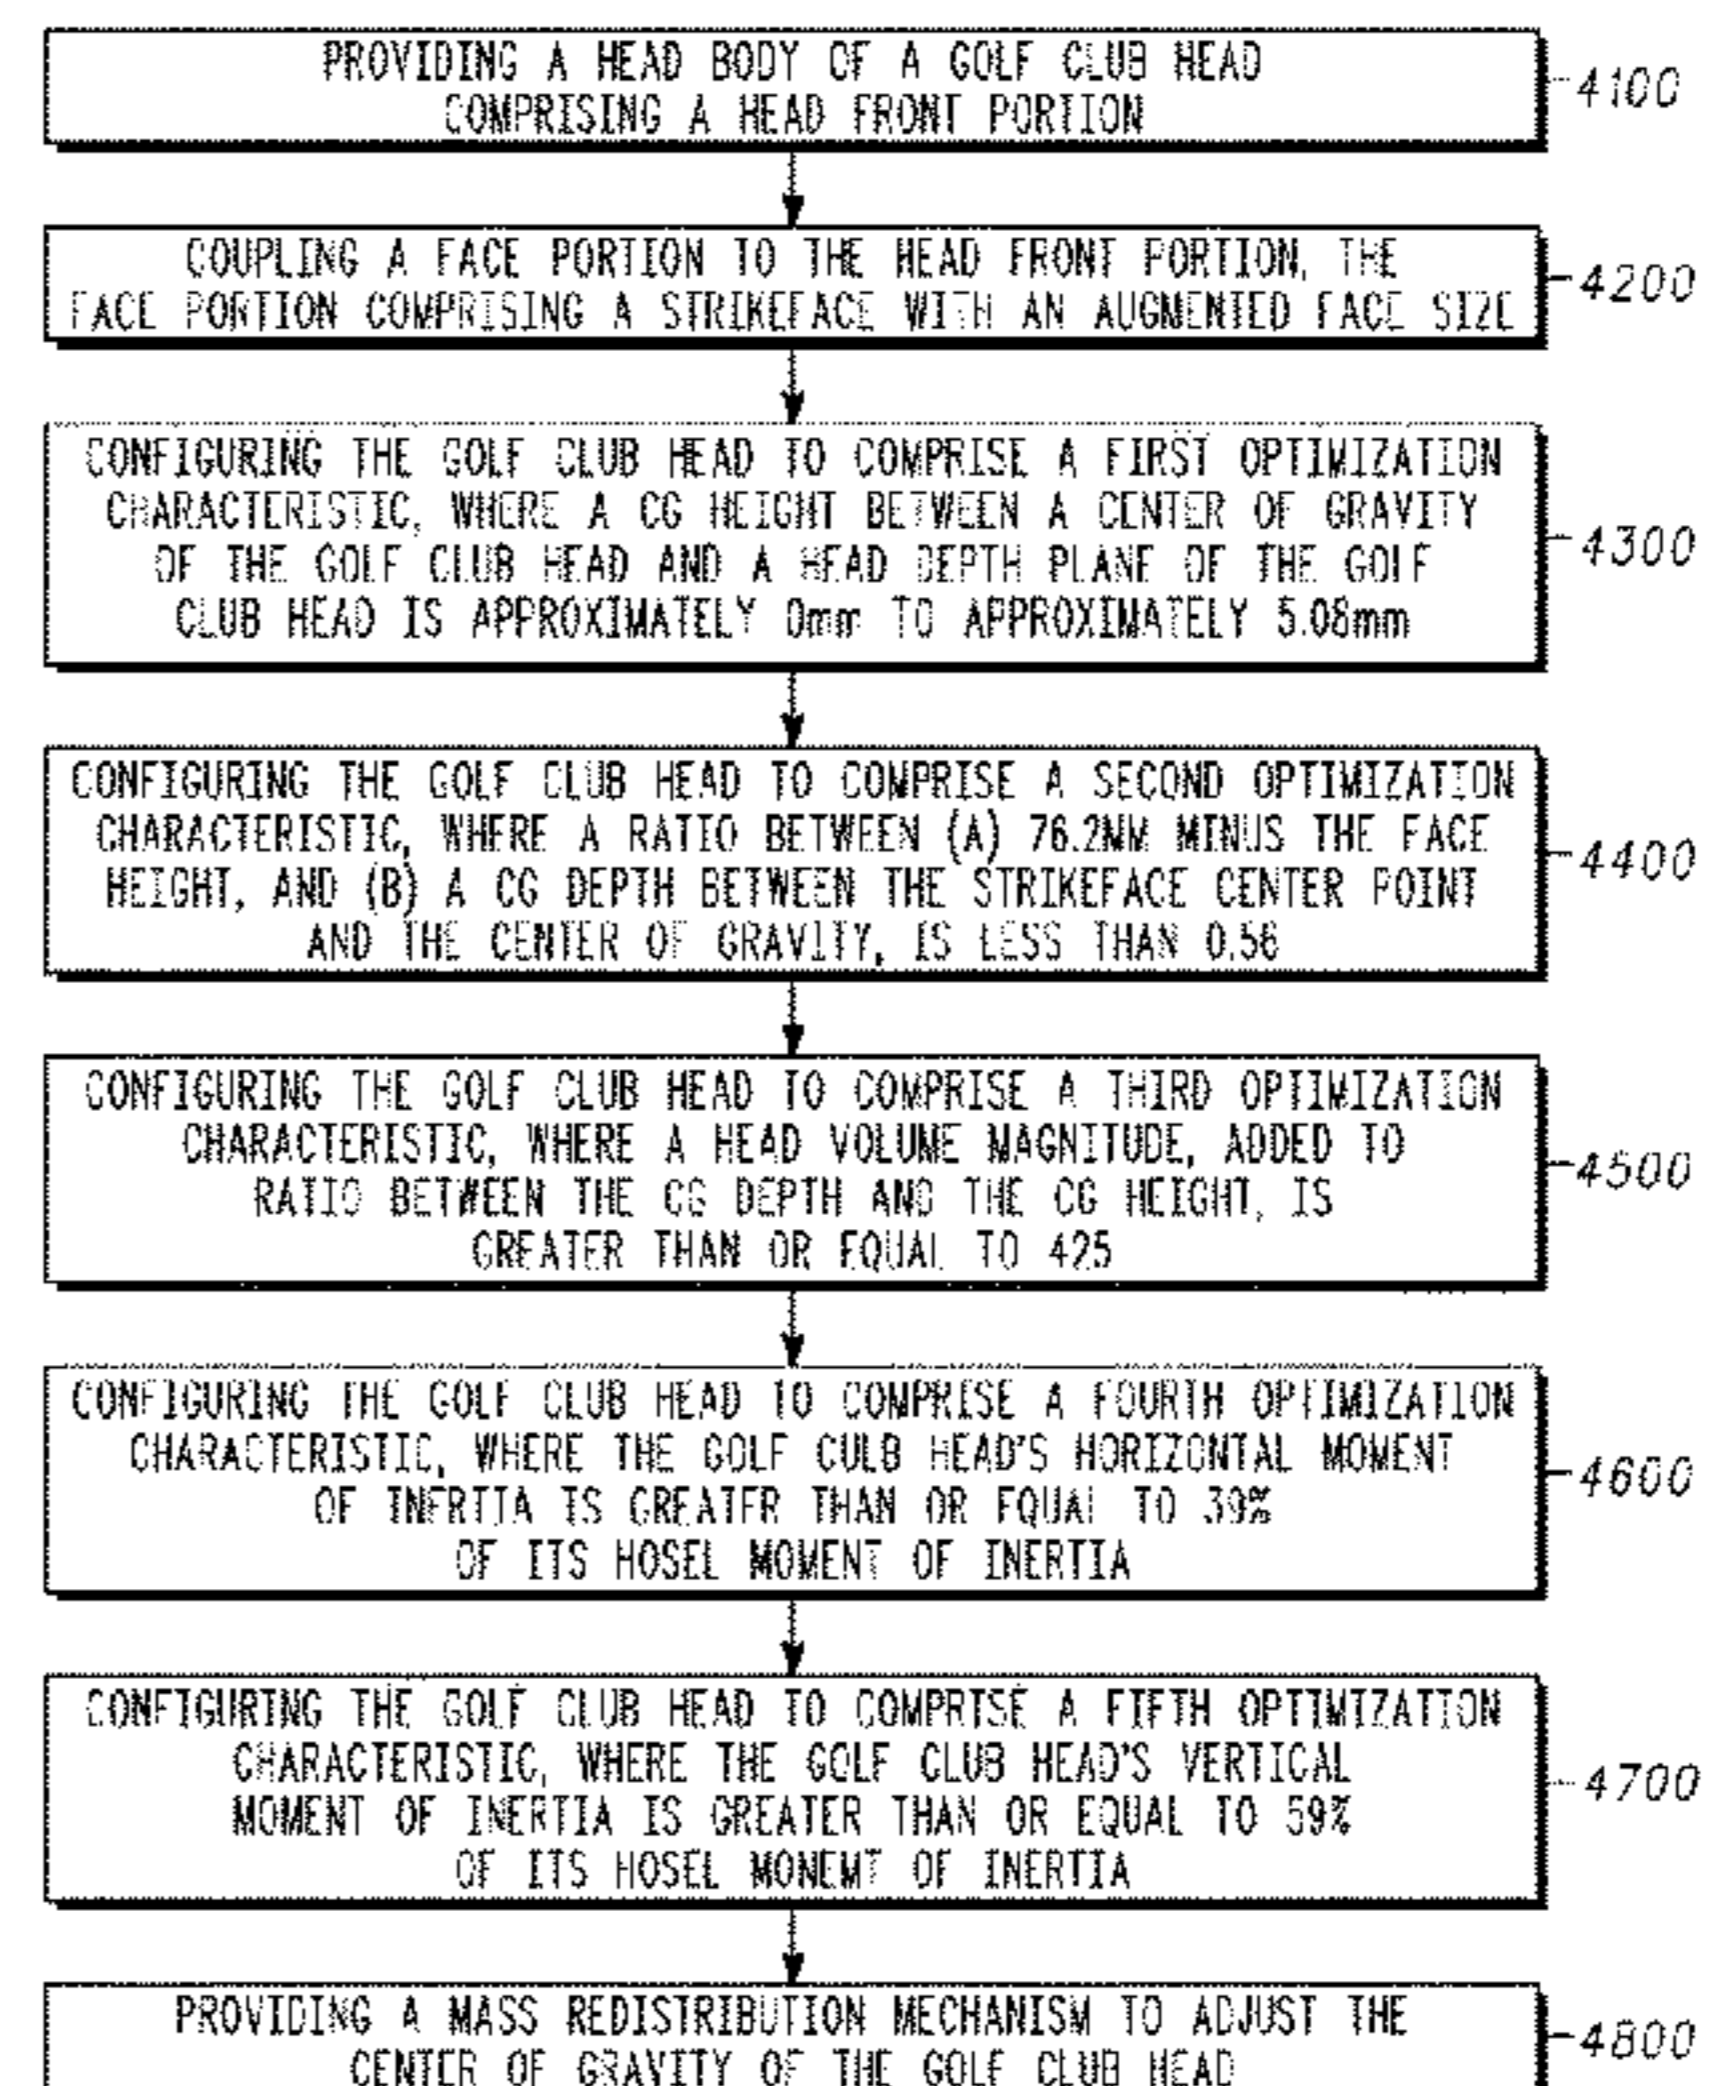 PROVIDING A HEAD BODY OF A GOLF CLUB HEAD
COMPRISING A HEAD FRONT PORTION
4100
COUPLING A FACE PORTION TO THE HEAD FRONT PORTION, THE
FACE PORTION COMPRISING A STRIKEFACE WITH AN AUGMENTED FACE SIZE
4200
CONFIGURING THE GOLF CLUB HEAD TO COMPRISE A FIRST OPTIMIZATION
CHARACTERISTIC, WHERE A CG HEIGHT BETWEEN A CENTER OF GRAVITY
OF THE GOLF CLUB HEAD AND A HEAD DEPTH PLANE OF THE GOLF
CLUB HEAD IS APPROXIMATELY 0mm TO APPROXIMATELY 5.08mm
4300
CONFIGURING THE GOLF CLUB HEAD TO COMPRISE A SECOND OPTIMIZATION
CHARACTERISTIC, WHERE A RATIO BETWEEN (A) 76.2MM MINUS THE FACE
HEIGHT, AND (B) A CG DEPTH BETWEEN THE STRIKEFACE CENTER POINT
AND THE CENTER OF GRAVITY, IS LESS THAN 0.56
4400
CONFIGURING THE GOLF CLUB HEAD TO COMPRISE A THIRD OPTIMIZATION
CHARACTERISTIC, WHERE A HEAD VOLUME MAGNITUDE, ADDED TO
RATIO BETWEEN THE CG DEPTH AND THE CG HEIGHT, IS
GREATER THAN OR EQUAL TO 425
4500
CONFIGURING THE GOLF CLUB HEAD TO COMPRISE A FOURTH OPTIMIZATION
CHARACTERISTIC, WHERE THE GOLF CULB HEAD'S HORIZONTAL MOMENT
OF INERTIA IS GREATER THAN OR EQUAL TO 39%
OF ITS HOSEL MOMENT OF INERTIA
4600
CONFIGURING THE GOLF CLUB HEAD TO COMPRISE A FIFTH OPTIMIZATION
CHARACTERISTIC, WHERE THE GOLF CLUB HEAD'S VERTICAL
MOMENT OF INERTIA IS GREATER THAN OR EQUAL TO 59%
OF ITS HOSEL MONEMT OF INERTIA
4700
PROVIDING A MASS REDISTRIBUTION MECHANISM TO ADJUST THE
CENTER OF GRAVITY OF THE GOLF CLUB HEAD
4800